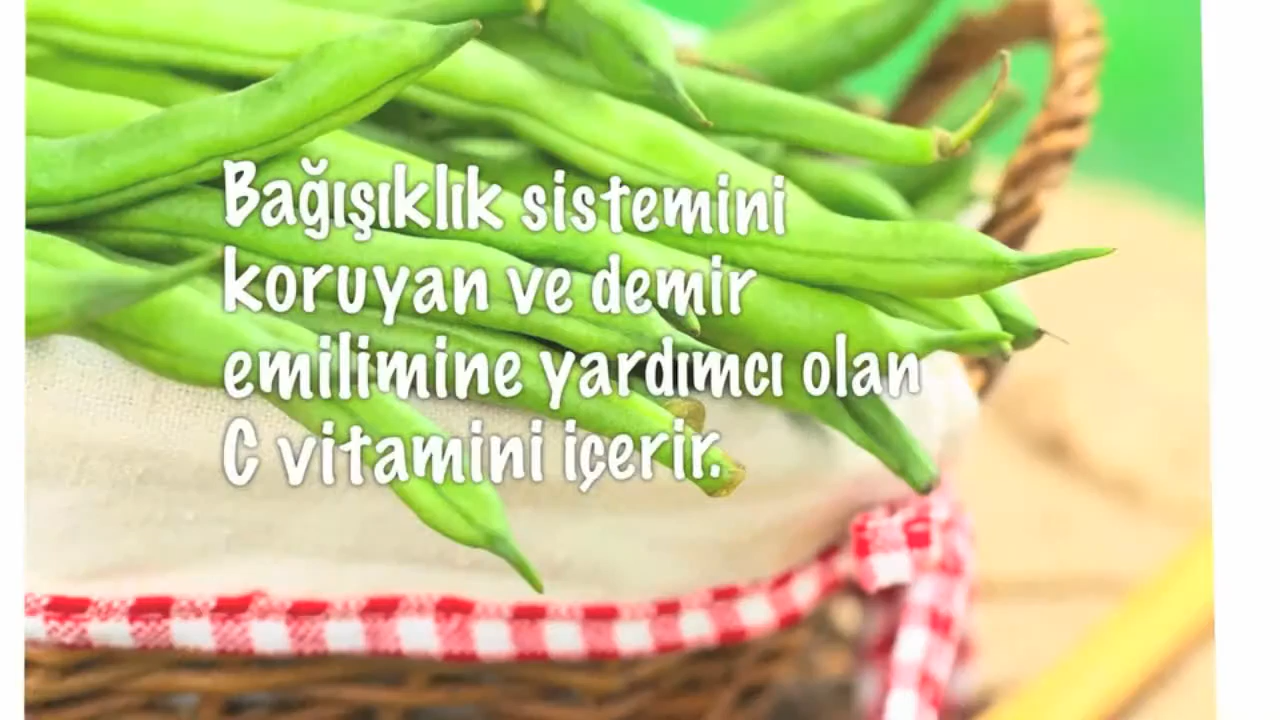 Bağışıklık sistemini
koruyan ve demir
emilimine yardımcı olan
C vitamini içerir.